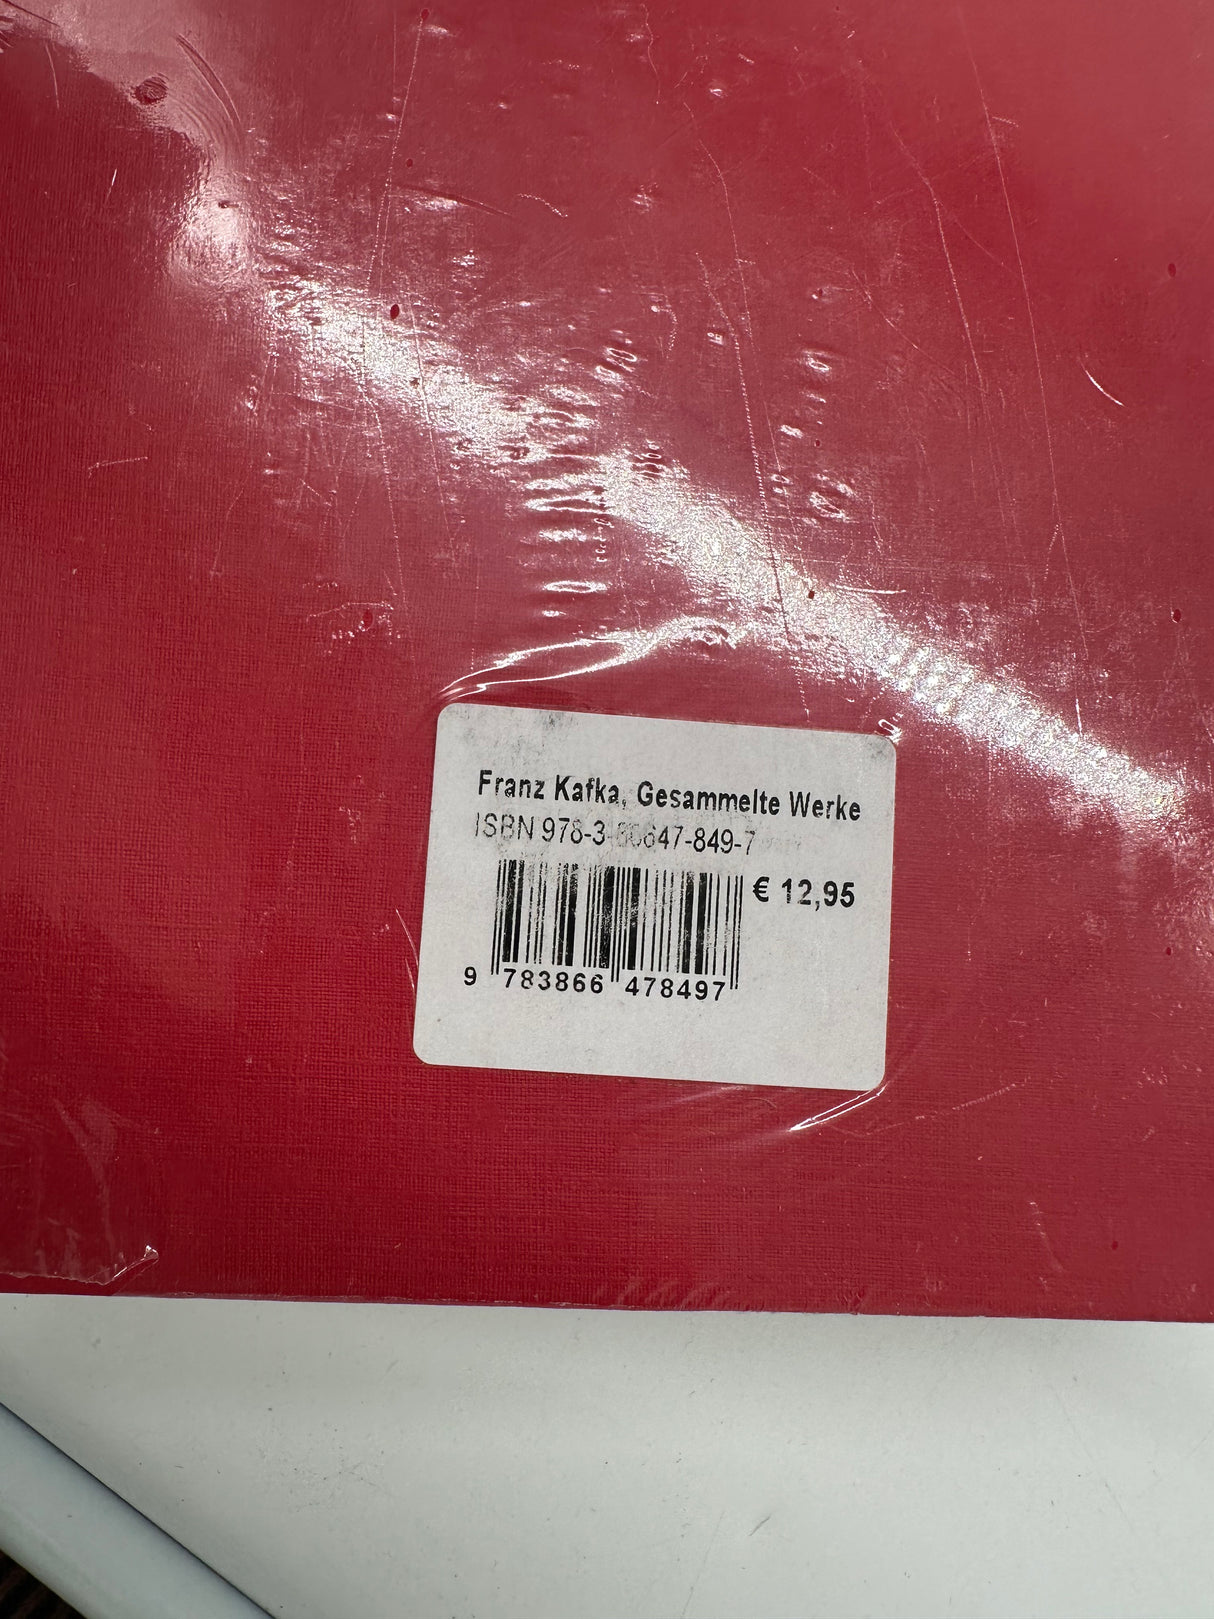 Franz Kafka, Gesammelte Werke
ISBN 978-3-86647-849-7
€ 12,95
9 783866 478497